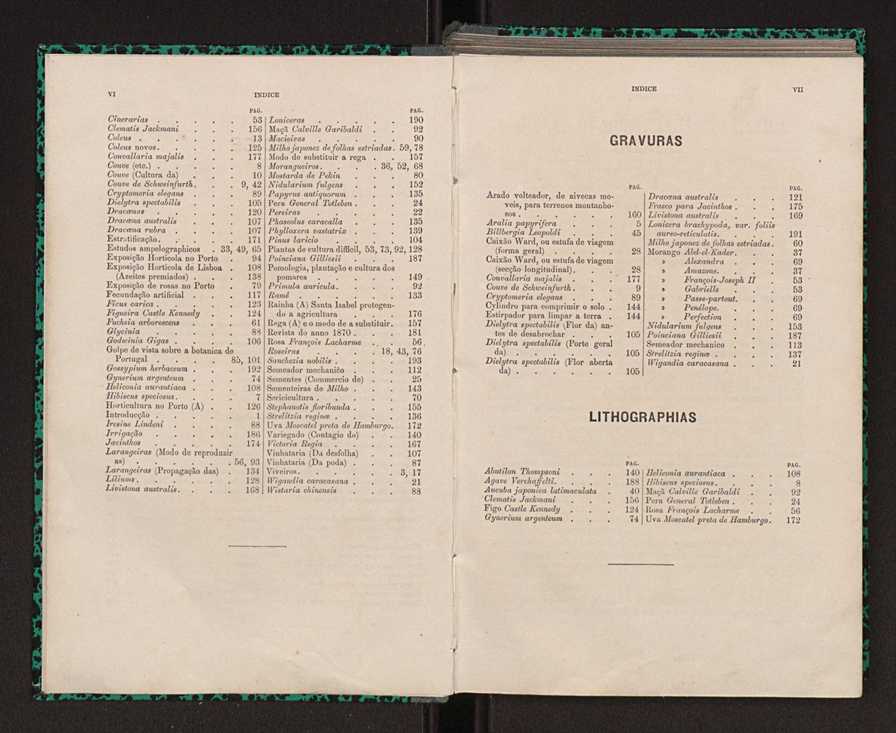 VI INDICE
PAG.
Cinerarias . . . . . 53
Clematis Jackmani . . . 156
Coleus . . . . . . 13
Coleus novos. . . . . 125
Convallaria majalis . . . 177
Couve (etc.) . . . . . 8
Couve (Cultura da) . . . 10
Couve de Schweinfurth. . . 9, 42
Cryptomeria elegans . . . 89
Dielytra spectabilis . . . 105
Dracænas . . . . . 120
Dracæna australis . . . 107
Dracæna rubra . . . . 107
Estratificação. . . . . 171
Estudos ampelographicos . 33, 49, 65
Exposição Horticola no Porto . 94
Exposição Horticola de Lisboa . 108
(Azeites premiados) . . . 138
Exposição de rosas no Porto . 70
Fecundação artificial . . . 117
Ficus carica . . . . . 123
Figueira Castle Kennedy . . 124
Fuchsia arborescens . . . 61
Glycinia . . . . . 88
Godwinia Gigas . . . . 106
Golpe de vista sobre a botanica de
Portugal . . . . 85, 101
Gossypium herbaceum . . . 192
Gynerium argenteum . . . 74
Heliconia aurantiaca . . . 108
Hibiscus speciosus. . . . 7
Horticultura no Porto (A) . . 126
Introducção . . . . . 1
Iresine Lindeni . . . . 88
Irrigação . . . . . 186
Jacinthos . . . . . 174
Larangeiras (Modo de reproduzir
as) . . . . . . 56, 93
Larangeiras (Propagação das) . 134
Lilium. . . . . . 128
Livistona australis. . . . 168
PAG.
Loniceras . . . . . 190
Maçã Calville Garibaldi . . 92
Macieiras . . . . . 90
Milho japonez de folhas estriadas. 59, 78
Modo de substituir a rega . . 157
Morangueiros. . . . 36, 52, 68
Mostarda de Pekin . . . 80
Nidularium fulgens . . . 152
Papyrus antiquorum . . . 135
Pera General Totleben . . . 24
Pereiras . . . . . 22
Phaseolus caracalla . . . 135
Phylloxera vastatrix . . . 139
Pinus laricio . . . . 104
Plantas de cultura difficil, 53, 73, 92, 128
Poinciana Gilliesii . . . 187
Pomologia, plantação e cultura dos
pomares . . . . . 149
Primula auricula. . . . 92
Ramé . . . . . . 133
Rainha (A) Santa Isabel protegen-
do a agricultura . . . 176
Rega (A) e o modo de a substituir. 157
Revista do anno 1870 . . . 181
Rosa François Lacharme . . 56
Roseiras . . . . 18, 43, 76
Sanchezia nobilis . . . . 193
Semeador mechanico . . . 112
Sementes (Commercio de) . . 25
Sementeiras de Milho . . . 143
Sericicultura . . . . . 70
Stephanotis floribunda . . . 155
Strelitzia reginæ . . . . 136
Uva Moscatel preta de Hamburgo. 172
Variegado (Contagio do) . . 140
Victoria Regia . . . . 167
Vinhataria (Da desfolha) . . 107
Vinhataria (Da poda) . . . 87
Viveiros. . . . . . 3, 17
Wigandia caracasana . . . 21
Wistaria chinensis . . . 88
INDICE VII
GRAVURAS
PAG.
Arado volteador, de aivecas mo-
veis, para terrenos montanho-
sos . . . . . . 160
Aralia papyrifera . . . . 5
Billbergia Leopoldi . . . 45
Caixão Ward, ou estufa de viagem
(forma geral) . . . . 28
Caixão Ward, ou estufa de viagem
(secção longitudinal). . . 28
Convallaria majalis . . . 177
Couve de Schweinfurth. . . 9
Cryptomeria elegans . . . 89
Cylindro para comprimir o solo . 144
Estirpador para limpar a terra . 144
Dielytra spectabilis (Flor da) an-
tes de desabrochar . . . 105
Dielytra spectabilis (Porte geral
da) . . . . . . 105
Dielytra spectabilis (Flor aberta
da) . . . . . . 105
PAG.
Dracæna australis . . . 121
Frasco para Jacinthos . . . 175
Livistona australis . . . 169
Lonicera brachypoda, var. foliis
aureo-reticulatis. . . . 191
Milho japonez de folhas estriadas. 60
Morango Abd-el-Kader. . . 37
» Alexandra . . . 69
» Amazone. . . . 37
» François-Joseph II . 53
» Gabrielle . . . 53
» Passe-partout. . . 69
» Penélope. . . . 69
» Perfection . . . 69
Nidularium fulgens . . . 153
Poinciana Gilliesii . . . 187
Semeador mechanico . . . 113
Strelitzia reginæ . . . . 137
Wigandia caracasana . . . 21
LITHOGRAPHIAS
PAG.
Abutilon Thompsoni . . . 140
Agave Verchaffelti. . . . 188
Aucuba japonica latimaculata . 40
Clematis Jackmani . . . 156
Figo Castle Kennedy . . . 124
Gynerium argenteum . . . 74
PAG.
Heliconia aurantiaca . . . 108
Hibiscus speciosus. . . . 8
Maçã Calville Garibaldi . . 92
Pera General Totleben . . . 24
Rosa François Lacharme . . 56
Uva Moscatel preta de Hamburgo. 172